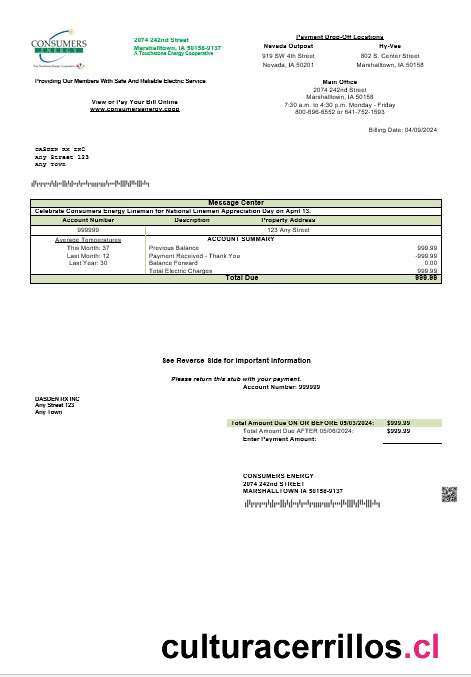 CONSUMERS
ENERGY
A Touchstone Energy Cooperative
2074 242nd Street
Marshalltown, IA 50158-9137
A Touchstone Energy Cooperative
Providing Our Members With Safe And Reliable Electric Service
View or Pay Your Bill Online
www.consumersenergy.coop
Payment Drop-Off Locations
Nevada Outpost
Hy-Vee
919 SW 4th Street
802 S. Center Street
Nevada, IA 50201
Marshalltown, IA 50158
Main Office
2074 242nd Street
Marshalltown, IA 50158
7:30 a.m. to 4:30 p.m. Monday - Friday
800-696-6552 or 641-752-1593
Billing Date: 04/09/2024
DASDEN RX INC
Any Street 123
Any Town
Message Center
Celebrate Consumers Energy Lineman for National Linemen Appreciation Day on April 13.
Account Number Description Property Address
999999 123 Any Street
Average Temperatures
This Month: 37
Last Month: 12
Last Year: 30
ACCOUNT SUMMARY
Previous Balance 999.99
Payment Received - Thank You -999.99
Balance Forward 0.00
Total Electric Charges 999.99
Total Due 999.99
See Reverse Side for Important Information
Please return this stub with your payment.
Account Number: 999999
DASDEN RX INC
Any Street 123
Any Town
Total Amount Due ON OR BEFORE 05/03/2024: $999.99
Total Amount Due AFTER 05/06/2024: $999.99
Enter Payment Amount:
CONSUMERS ENERGY
2074 242nd STREET
MARSHALLTOWN IA 50158-9137
culturacerrillos.cl